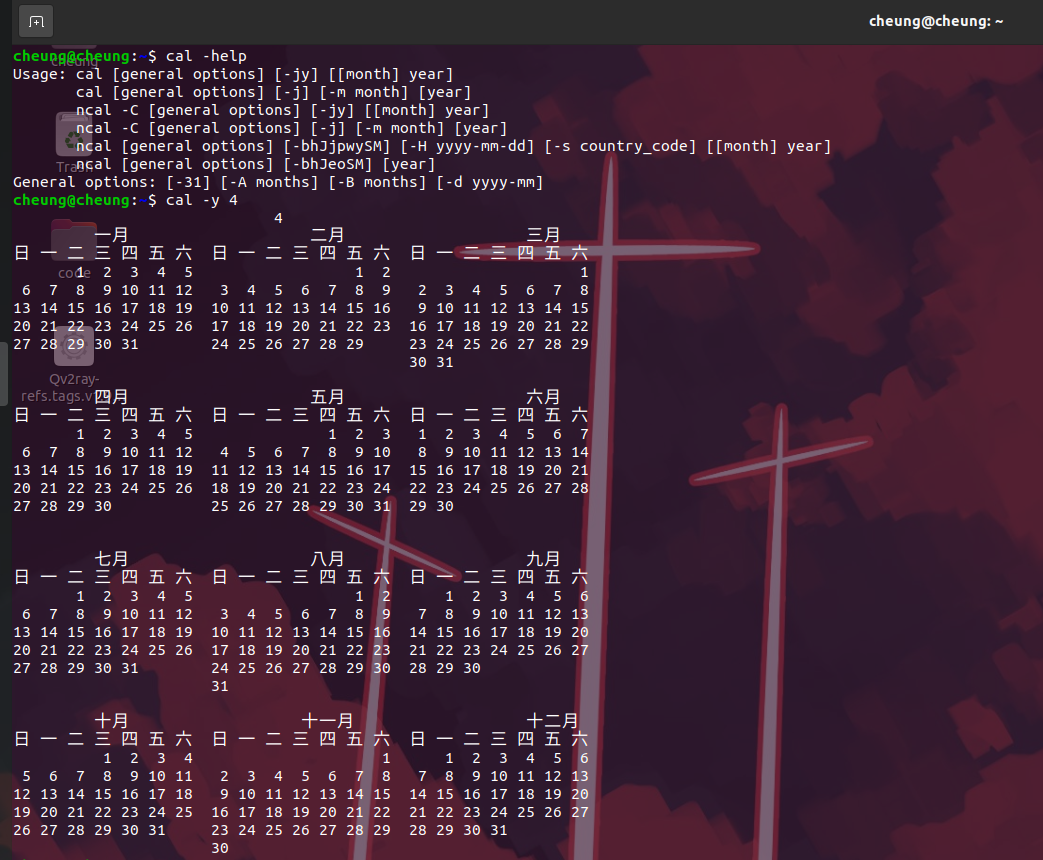 cheung@cheung: ~
cheung@cheung:~$ cal -help
Usage: cal [general options] [-jy] [[month] year]
       cal [general options] [-j] [-m month] [year]
       ncal -C [general options] [-jy] [[month] year]
       ncal -C [general options] [-j] [-m month] [year]
       ncal [general options] [-bhJjpwySM] [-H yyyy-mm-dd] [-s country_code] [[month] year]
       ncal [general options] [-bhJeoSM] [year]
General options: [-31] [-A months] [-B months] [-d yyyy-mm]
cheung@cheung:~$ cal -y 4
                             4
        一月                    二月                    三月
日 一 二 三 四 五 六  日 一 二 三 四 五 六  日 一 二 三 四 五 六
       1  2  3  4  5                  1  2                     1
 6  7  8  9 10 11 12   3  4  5  6  7  8  9   2  3  4  5  6  7  8
13 14 15 16 17 18 19  10 11 12 13 14 15 16   9 10 11 12 13 14 15
20 21 22 23 24 25 26  17 18 19 20 21 22 23  16 17 18 19 20 21 22
27 28 29 30 31        24 25 26 27 28 29     23 24 25 26 27 28 29
                                            30 31
        四月                    五月                    六月
日 一 二 三 四 五 六  日 一 二 三 四 五 六  日 一 二 三 四 五 六
       1  2  3  4  5               1  2  3   1  2  3  4  5  6  7
 6  7  8  9 10 11 12   4  5  6  7  8  9 10   8  9 10 11 12 13 14
13 14 15 16 17 18 19  11 12 13 14 15 16 17  15 16 17 18 19 20 21
20 21 22 23 24 25 26  18 19 20 21 22 23 24  22 23 24 25 26 27 28
27 28 29 30           25 26 27 28 29 30 31  29 30
        七月                    八月                    九月
日 一 二 三 四 五 六  日 一 二 三 四 五 六  日 一 二 三 四 五 六
       1  2  3  4  5                  1  2      1  2  3  4  5  6
 6  7  8  9 10 11 12   3  4  5  6  7  8  9   7  8  9 10 11 12 13
13 14 15 16 17 18 19  10 11 12 13 14 15 16  14 15 16 17 18 19 20
20 21 22 23 24 25 26  17 18 19 20 21 22 23  21 22 23 24 25 26 27
27 28 29 30 31        24 25 26 27 28 29 30  28 29 30
                      31
        十月                   十一月                   十二月
日 一 二 三 四 五 六  日 一 二 三 四 五 六  日 一 二 三 四 五 六
          1  2  3  4                     1      1  2  3  4  5  6
 5  6  7  8  9 10 11   2  3  4  5  6  7  8   7  8  9 10 11 12 13
12 13 14 15 16 17 18   9 10 11 12 13 14 15  14 15 16 17 18 19 20
19 20 21 22 23 24 25  16 17 18 19 20 21 22  21 22 23 24 25 26 27
26 27 28 29 30 31     23 24 25 26 27 28 29  28 29 30 31
                      30
cheung
Trash
code
Qv2ray-
refs.tags.v